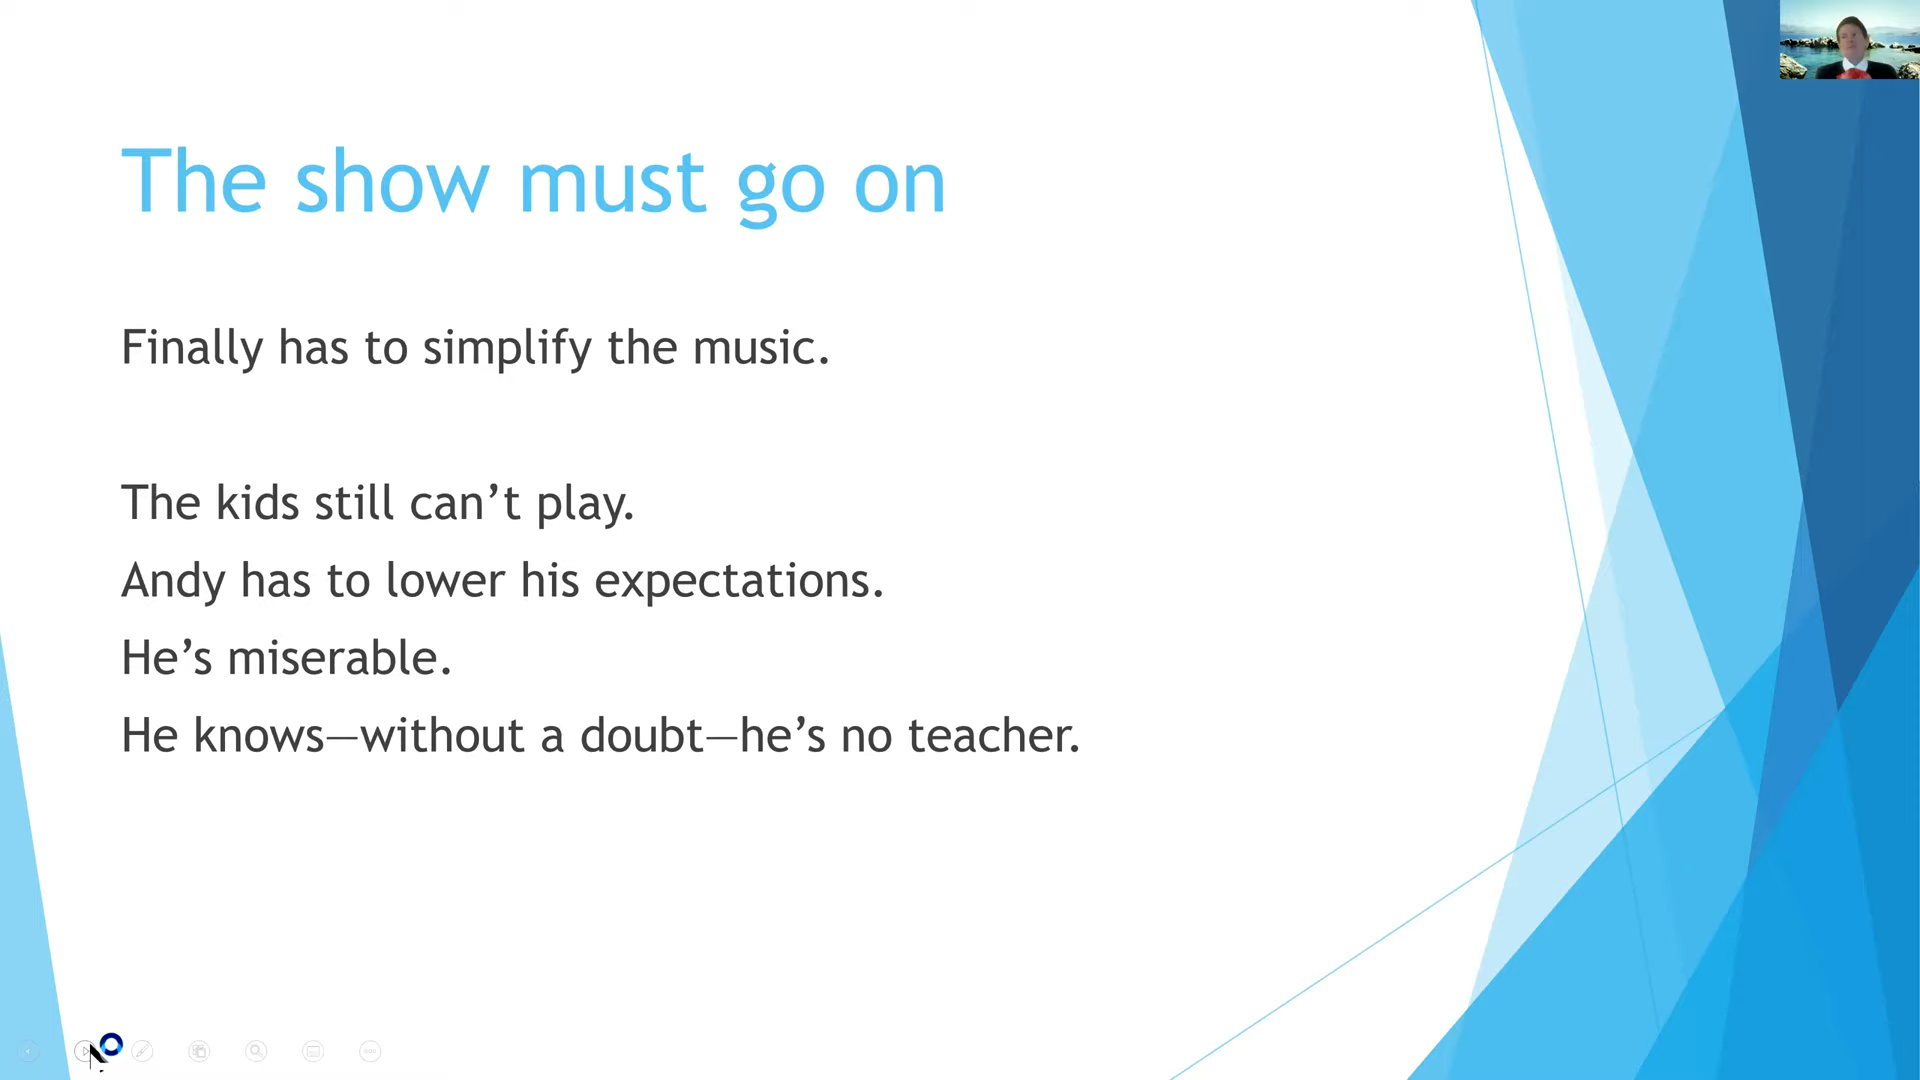 The show must go on
Finally has to simplify the music.
The kids still can’t play.
Andy has to lower his expectations.
He’s miserable.
He knows—without a doubt—he’s no teacher.